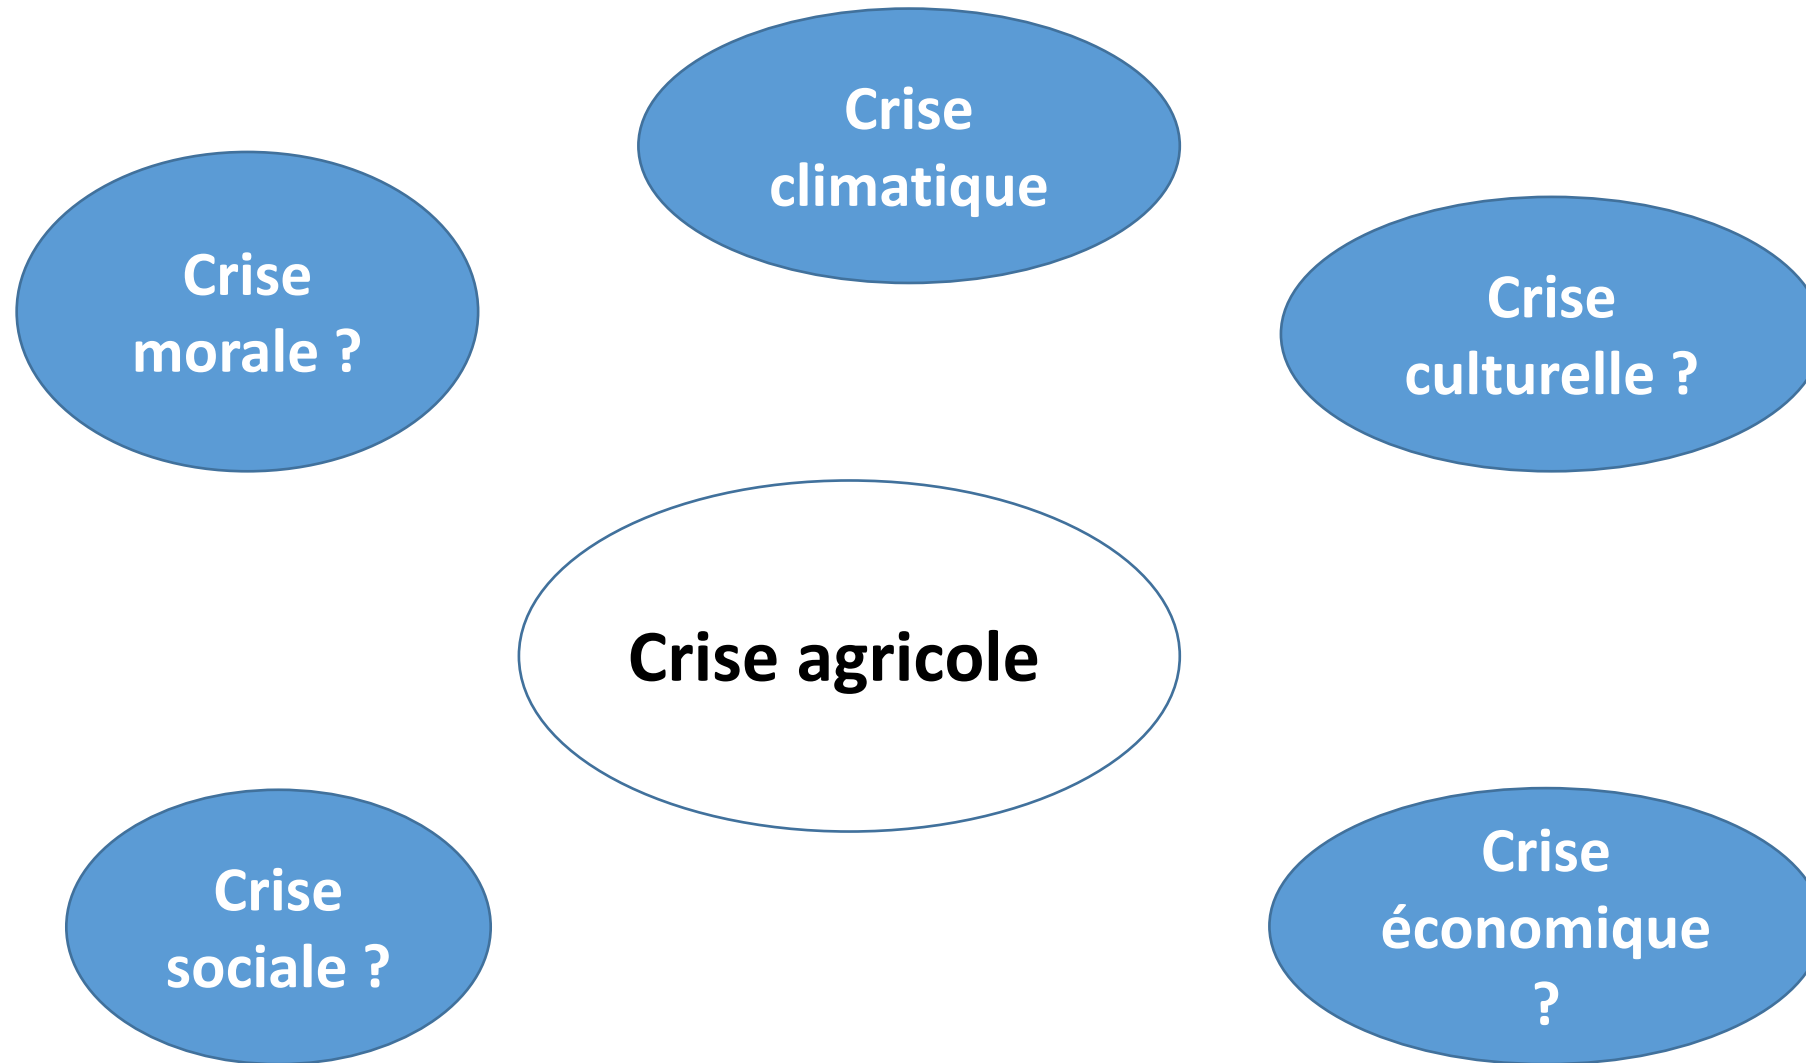 Crise
climatique
Crise
morale ?
Crise
culturelle ?
Crise agricole
Crise
sociale ?
Crise
économique
?